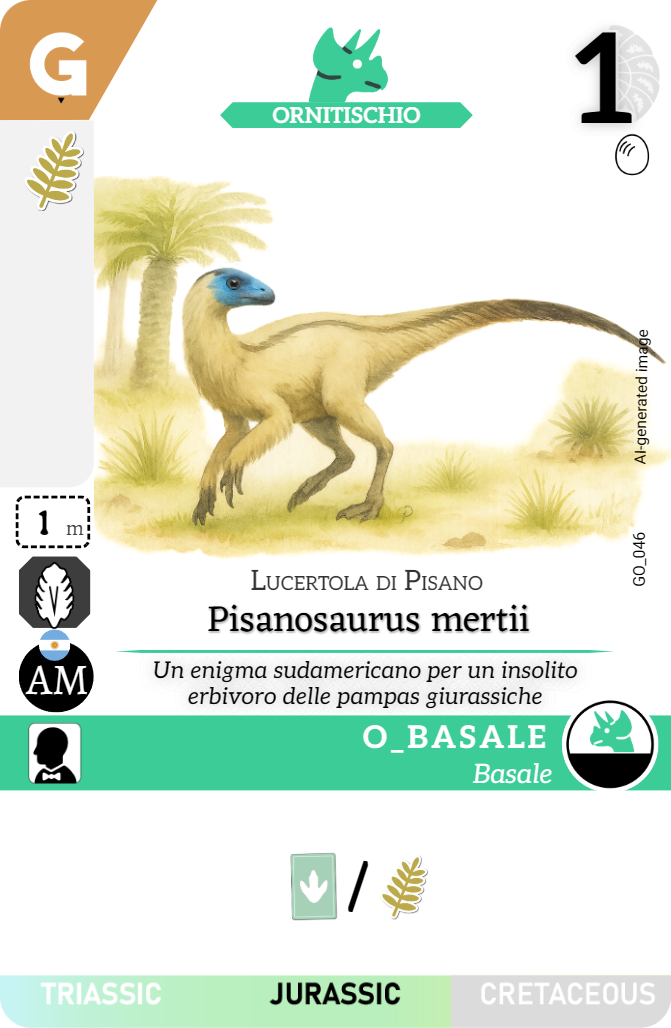 G
ORNITISCHIO
1
AI-generated image
1 m
GO_046
LUCERTOLA DI PISANO
Pisanosaurus mertii
AM
Un enigma sudamericano per un insolito
erbivoro delle pampas giurassiche
O_BASALE
Basale
/
TRIASSIC JURASSIC CRETACEOUS